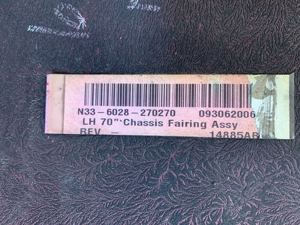 N33-6028-270270 093062006
LH 70" Chassis Fairing Assy
REV - 14885AB